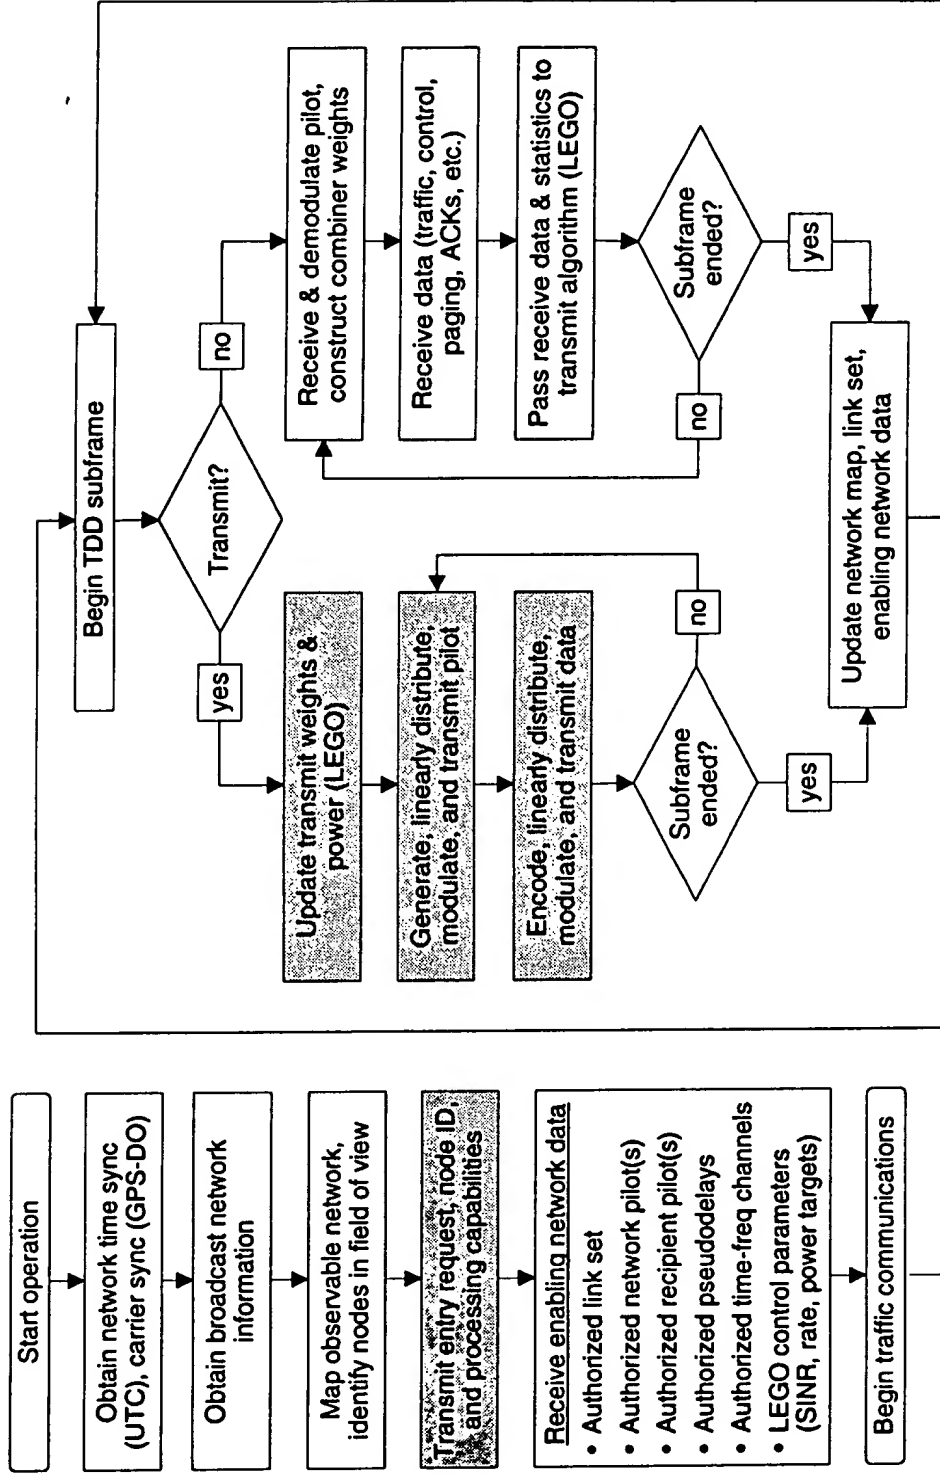 Start operation
Obtain network time sync
(UTC), carrier sync (GPS-DO)
Obtain broadcast network
information
Map observable network,
identify nodes in field of view
Transmit entry request, node ID,
and processing capabilities
Receive enabling network data
• Authorized link set
• Authorized network pilot(s)
• Authorized recipient pilot(s)
• Authorized pseudodelays
• Authorized time-freq channels
• LEGO control parameters
(SINR, rate, power targets)
Begin traffic communications
Begin TDD subframe
Transmit?
yes
no
Update transmit weights &
power (LEGO)
Generate, linearly distribute,
modulate, and transmit pilot
Encode, linearly distribute,
modulate, and transmit data
Subframe
ended?
no
yes
Receive & demodulate pilot,
construct combiner weights
Receive data (traffic, control,
paging, ACKs, etc.)
Pass receive data & statistics to
transmit algorithm (LEGO)
Subframe
ended?
no
yes
Update network map, link set,
enabling network data